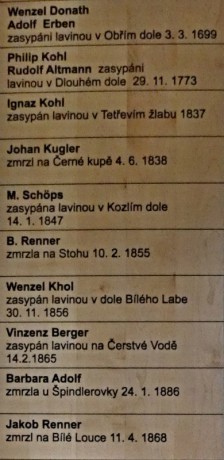 Wenzel Donath
Adolf Erben
zasypáni lavinou v Obřím dole 3. 3. 1699
Philip Kohl
Rudolf Altmann zasypáni
lavinou v Dlouhém dole 29. 11. 1773
Ignaz Kohl
zasypán lavinou v Tetřevím žlabu 1837
Johan Kugler
zmrzl na Černé kupě 4. 6. 1838
M. Schöps
zasypána lavinou v Kozlím dole
14. 1. 1847
B. Renner
zmrzla na Stohu 10. 2. 1855
Wenzel Khol
zasypán lavinou v dole Bílého Labe
30. 11. 1856
Vinzenz Berger
zasypán lavinou na Čerstvé Vodě
14.2.1865
Barbara Adolf
zmrzla u Špindlerovky 24. 1. 1886
Jakob Renner
zmrzl na Bílé Louce 11. 4. 1868